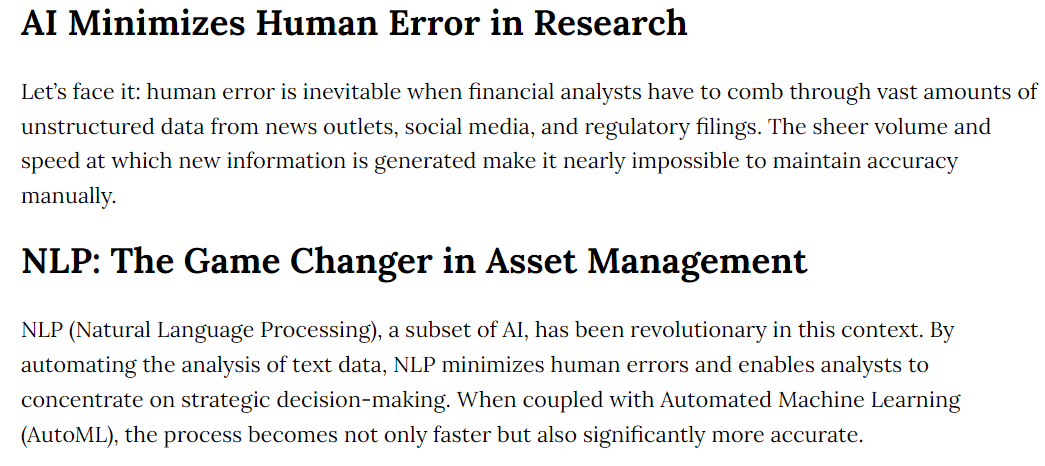 AI Minimizes Human Error in Research
Let’s face it: human error is inevitable when financial analysts have to comb through vast amounts of
unstructured data from news outlets, social media, and regulatory filings. The sheer volume and
speed at which new information is generated make it nearly impossible to maintain accuracy
manually.
NLP: The Game Changer in Asset Management
NLP (Natural Language Processing), a subset of AI, has been revolutionary in this context. By
automating the analysis of text data, NLP minimizes human errors and enables analysts to
concentrate on strategic decision-making. When coupled with Automated Machine Learning
(AutoML), the process becomes not only faster but also significantly more accurate.